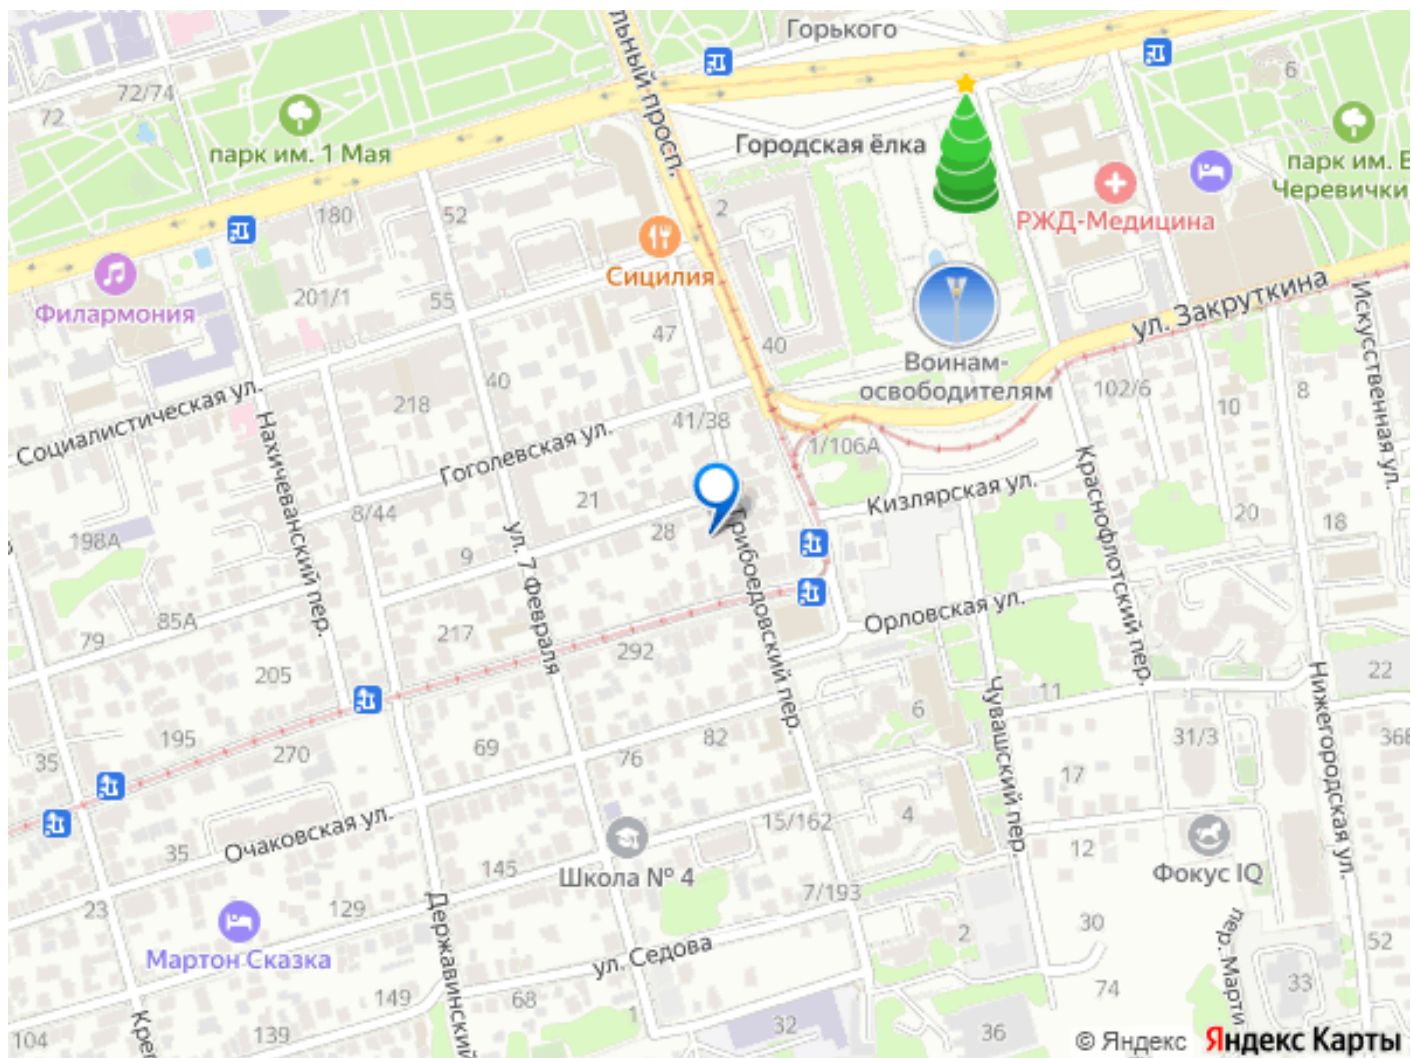 льный просп.
Горького
72/74
72
6
парк им. 1 Мая
Городская ёлка
парк им. В
Черевички
РЖД-Медицина
180
52
2
Сицилия
Филармония
201/1
55
47
40
ул. Закруткина
Искусственная ул.
Воинам-
освободителям
Социалистическая ул.
218
40
102/6
8
10
41/38
Нахичеванский пер.
Гоголевская ул.
1/106А
Краснофлотский пер.
Кизлярская ул.
21
28
8/44
198А
9
ул. 7 Февраля
Грибоедовский пер.
20
18
85А
79
217
292
Орловская ул.
205
11
22
Чувашский пер.
Нижегородская ул.
6
195
270
69
76
82
31/3
36Б
35
17
Очаковская ул.
15/162
4
35
145
Школа № 4
12
Фокус IQ
7/193
23
129
Державинский
30
пер. Марти
2
52
Мартон Сказка
ул. Седова
149
68
74
33
Креп
1
104
139
32
36
© Яндекс Яндекс Карты